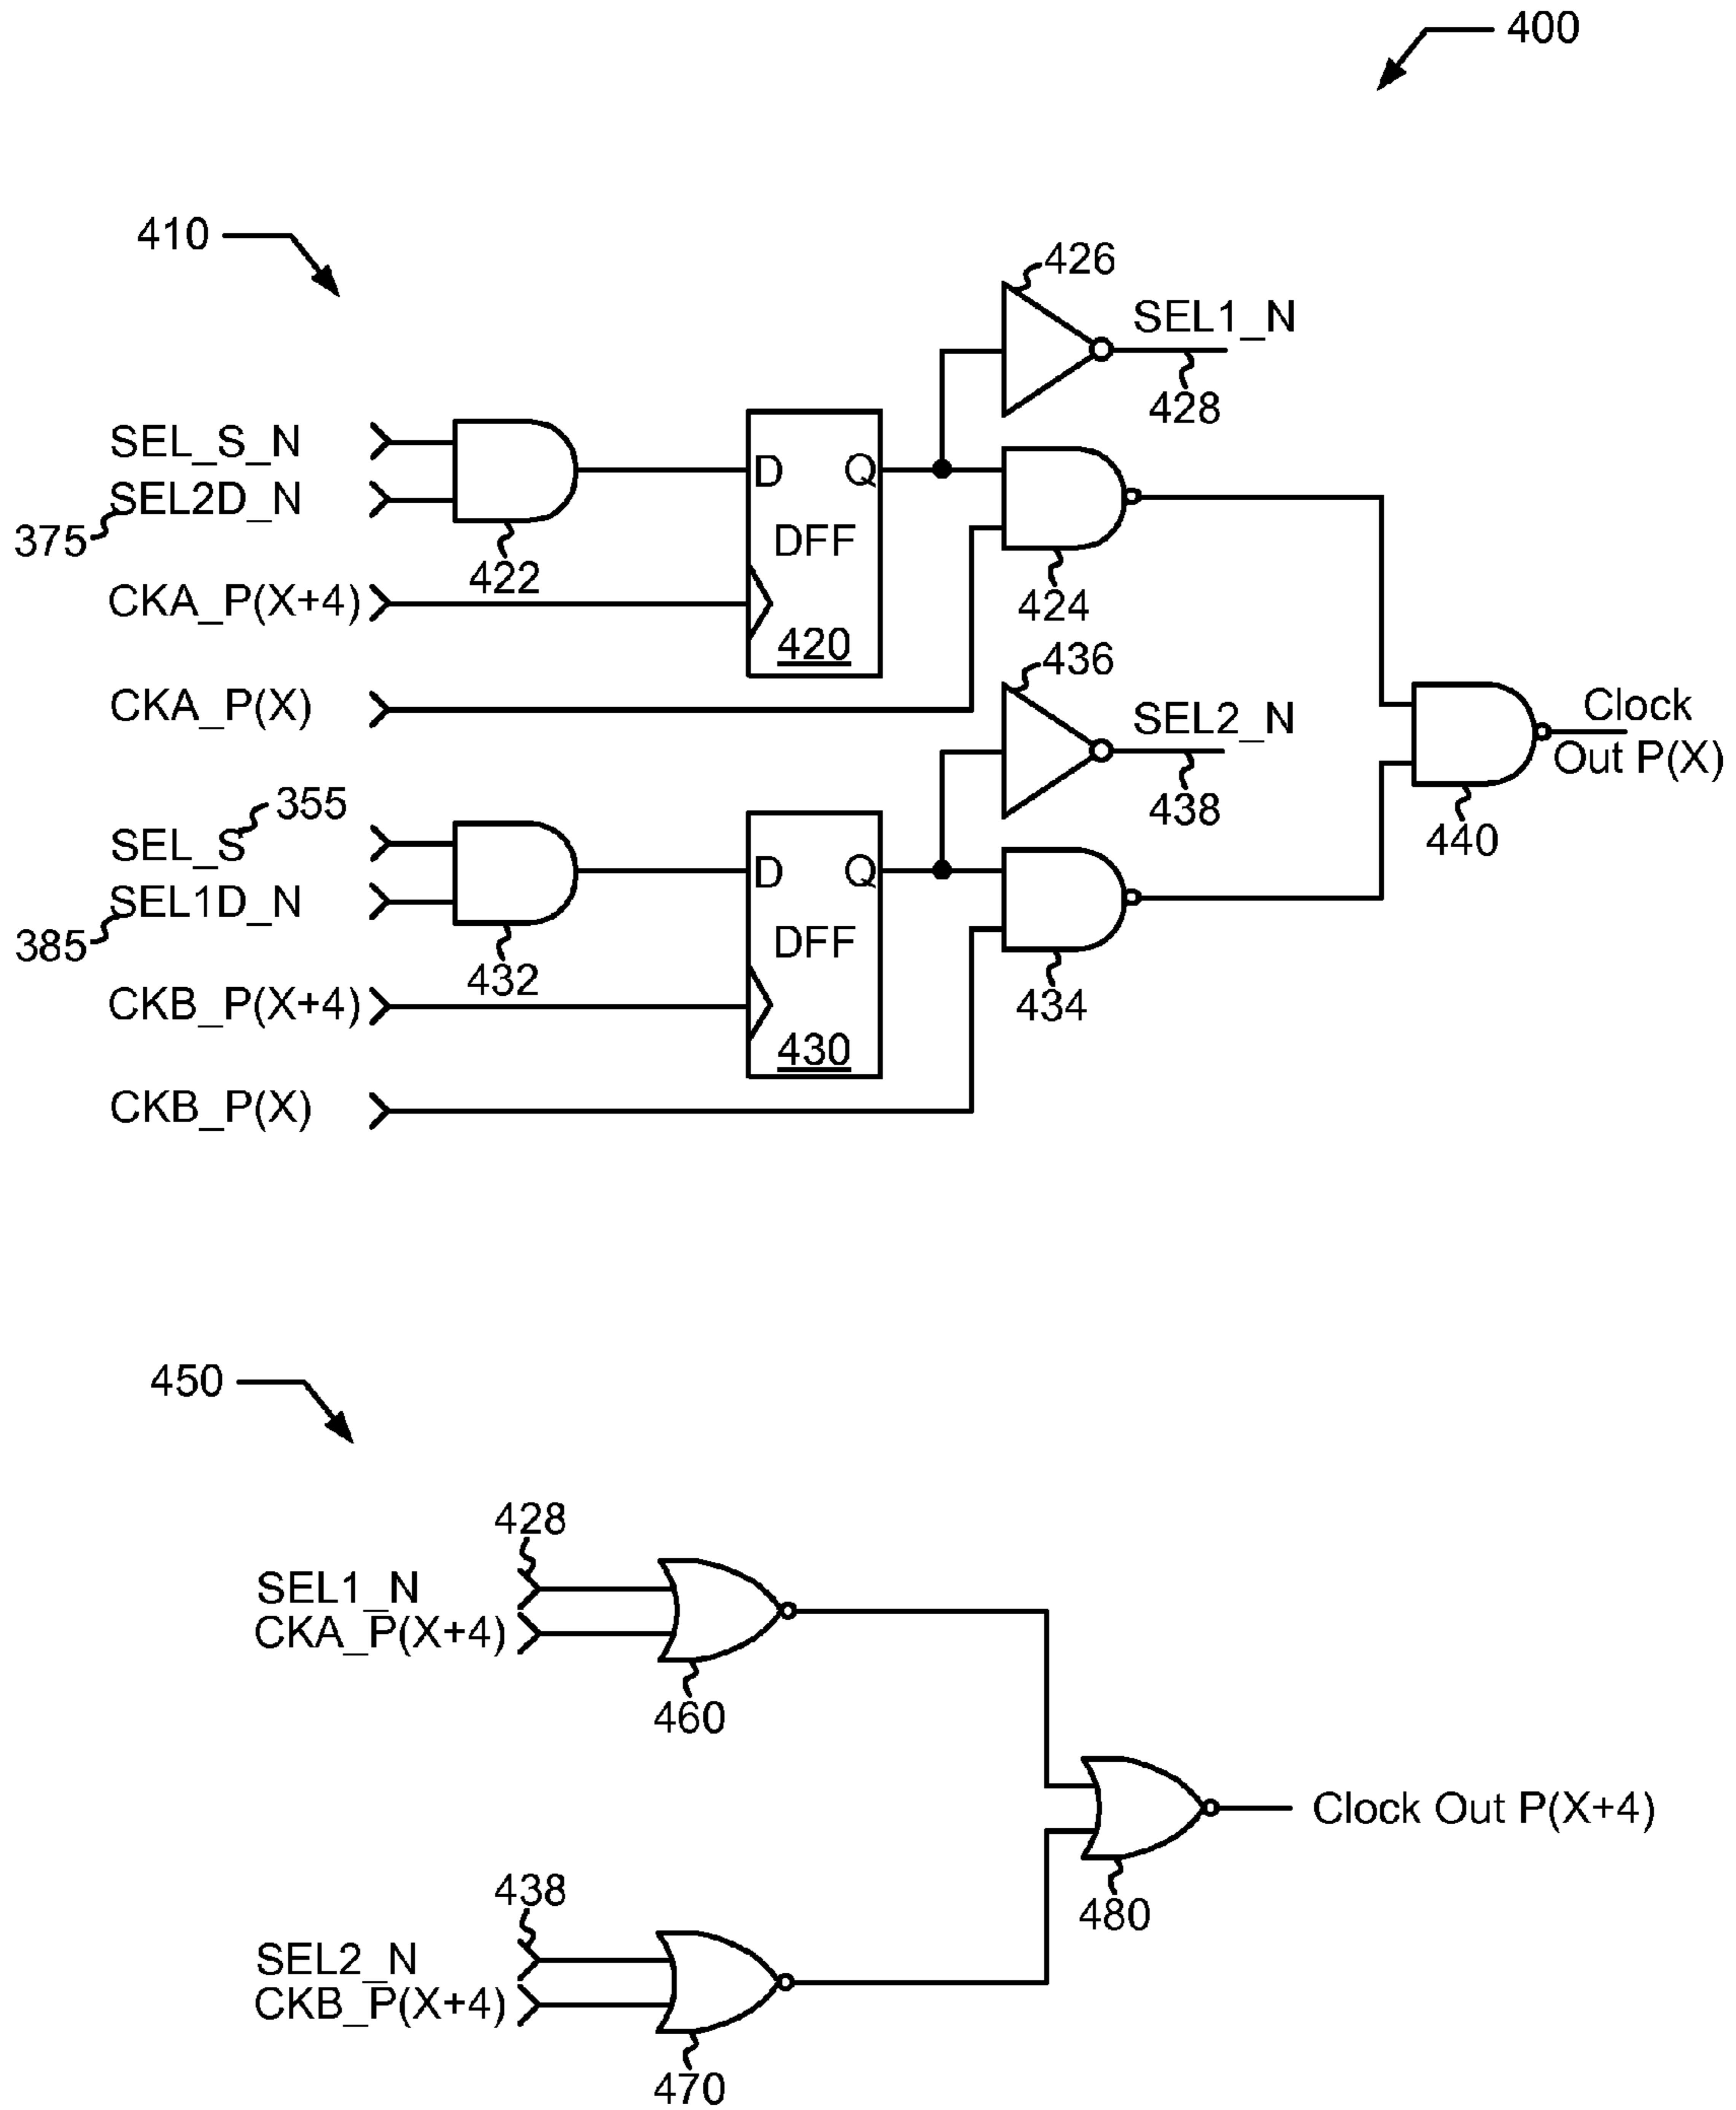 400
410
426
SEL1_N
428
SEL_S_N
SEL2D_N
375
422
D Q
DFF
424
CKA_P(X+4)
420
436
CKA_P(X)
SEL2_N
Clock
Out P(X)
438
440
355
SEL_S
SEL1D_N
385
432
D Q
DFF
434
CKB_P(X+4)
430
CKB_P(X)
450
428
SEL1_N
CKA_P(X+4)
460
Clock Out P(X+4)
480
438
SEL2_N
CKB_P(X+4)
470